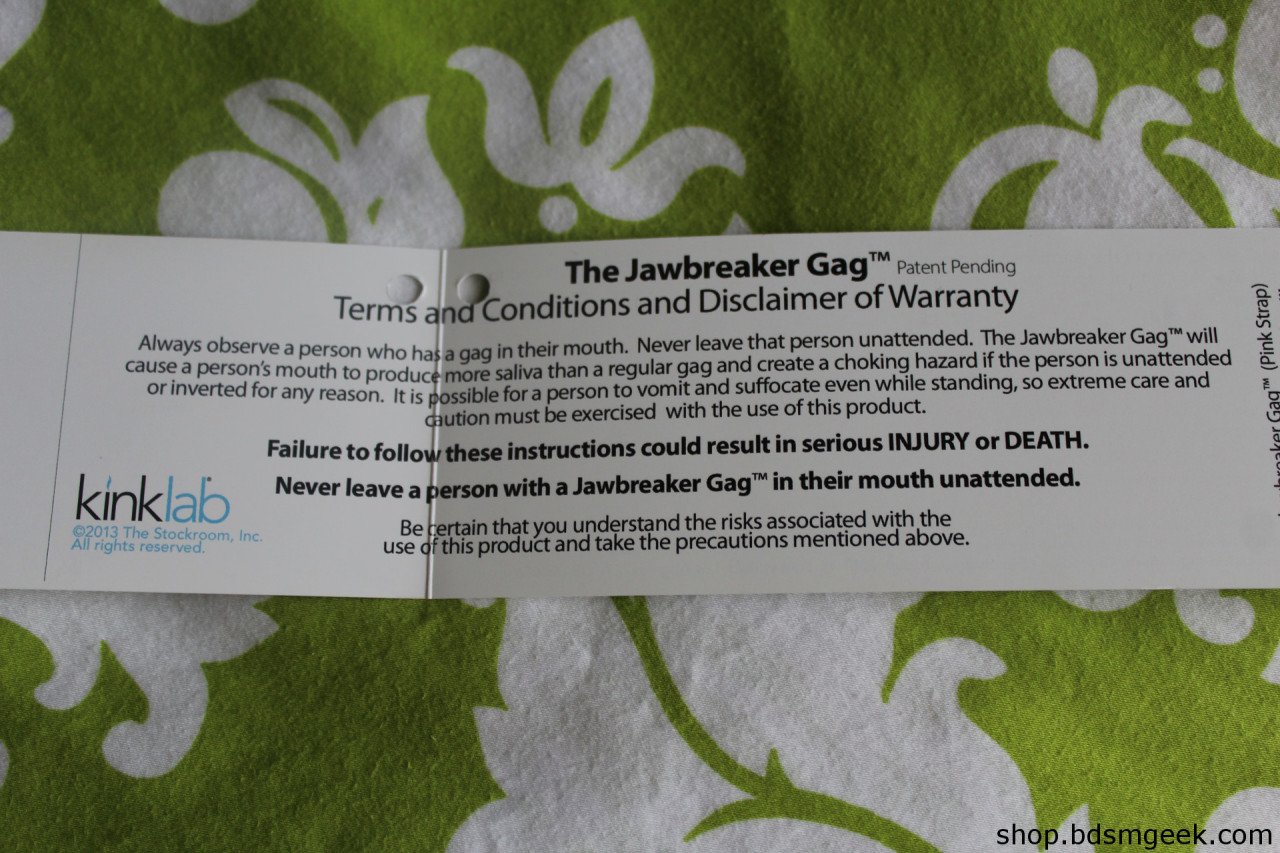 The Jawbreaker Gag™ Patent Pending
Terms and Conditions and Disclaimer of Warranty
Always observe a person who has a gag in their mouth. Never leave that person unattended. The Jawbreaker Gag™ will
cause a person's mouth to produce more saliva than a regular gag and create a choking hazard if the person is unattended
or inverted for any reason. It is possible for a person to vomit and suffocate even while standing, so extreme care and
caution must be exercised with the use of this product.
Failure to follow these instructions could result in serious INJURY or DEATH.
Never leave a person with a Jawbreaker Gag™ in their mouth unattended.
Be certain that you understand the risks associated with the
use of this product and take the precautions mentioned above.
kinklab
©2013 The Stockroom, Inc.
All rights reserved.
Gag™ (Pink Strap)
shop.bdsmgeek.com